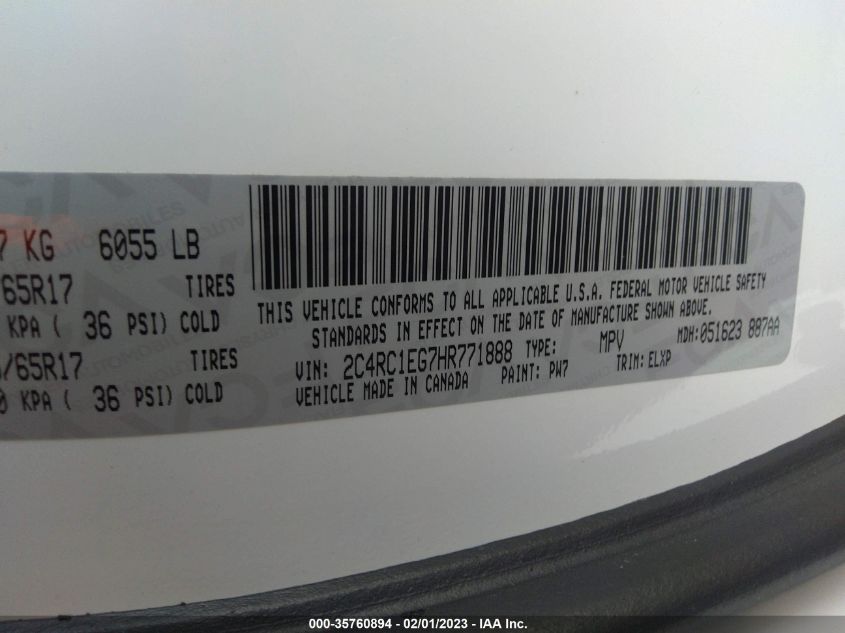 7 KG 6055 LB
/65R17 TIRES
KPA ( 36 PSI) COLD
/65R17 TIRES
0 KPA ( 36 PSI) COLD
THIS VEHICLE CONFORMS TO ALL APPLICABLE U.S.A. FEDERAL MOTOR VEHICLE SAFETY
STANDARDS IN EFFECT ON THE DATE OF MANUFACTURE SHOWN ABOVE.
VIN: 2C4RC1EG7HR771888 TYPE: MPV MDH:051623 887AA
VEHICLE MADE IN CANADA PAINT: PW7 TRIM: ELXP
000-35760894 - 02/01/2023 - IAA Inc.